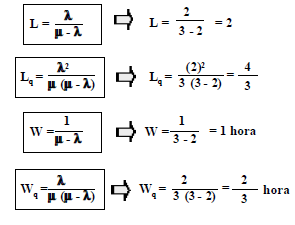 L = λ / (μ - λ) ⇨ L = 2 / (3 - 2) = 2
Lq = λ² / (μ (μ - λ)) ⇨ Lq = (2)² / (3 (3 - 2)) = 4 / 3
W = 1 / (μ - λ) ⇨ W = 1 / (3 - 2) = 1 hora
Wq = λ / (μ (μ - λ)) ⇨ Wq = 2 / (3 (3 - 2)) = 2 / 3 hora